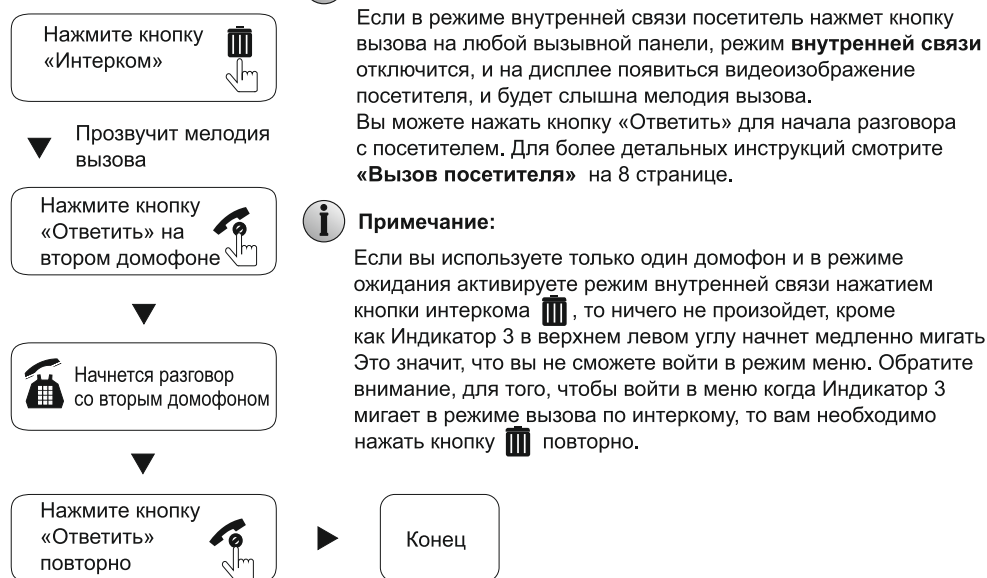 Нажмите кнопку
«Интерком»
Прозвучит мелодия
вызова
Нажмите кнопку
«Ответить» на
втором домофоне
Начнется разговор
со вторым домофоном
Нажмите кнопку
«Ответить»
повторно
Конец
Если в режиме внутренней связи посетитель нажмет кнопку
вызова на любой вызывной панели, режим внутренней связи
отключится, и на дисплее появиться видеоизображение
посетителя, и будет слышна мелодия вызова.
Вы можете нажать кнопку «Ответить» для начала разговора
с посетителем. Для более детальных инструкций смотрите
«Вызов посетителя» на 8 странице.
Примечание:
Если вы используете только один домофон и в режиме
ожидания активируете режим внутренней связи нажатием
кнопки интеркома , то ничего не произойдет, кроме
как Индикатор 3 в верхнем левом углу начнет медленно мигать
Это значит, что вы не сможете войти в режим меню. Обратите
внимание, для того, чтобы войти в меню когда Индикатор 3
мигает в режиме вызова по интеркому, то вам необходимо
нажать кнопку повторно.